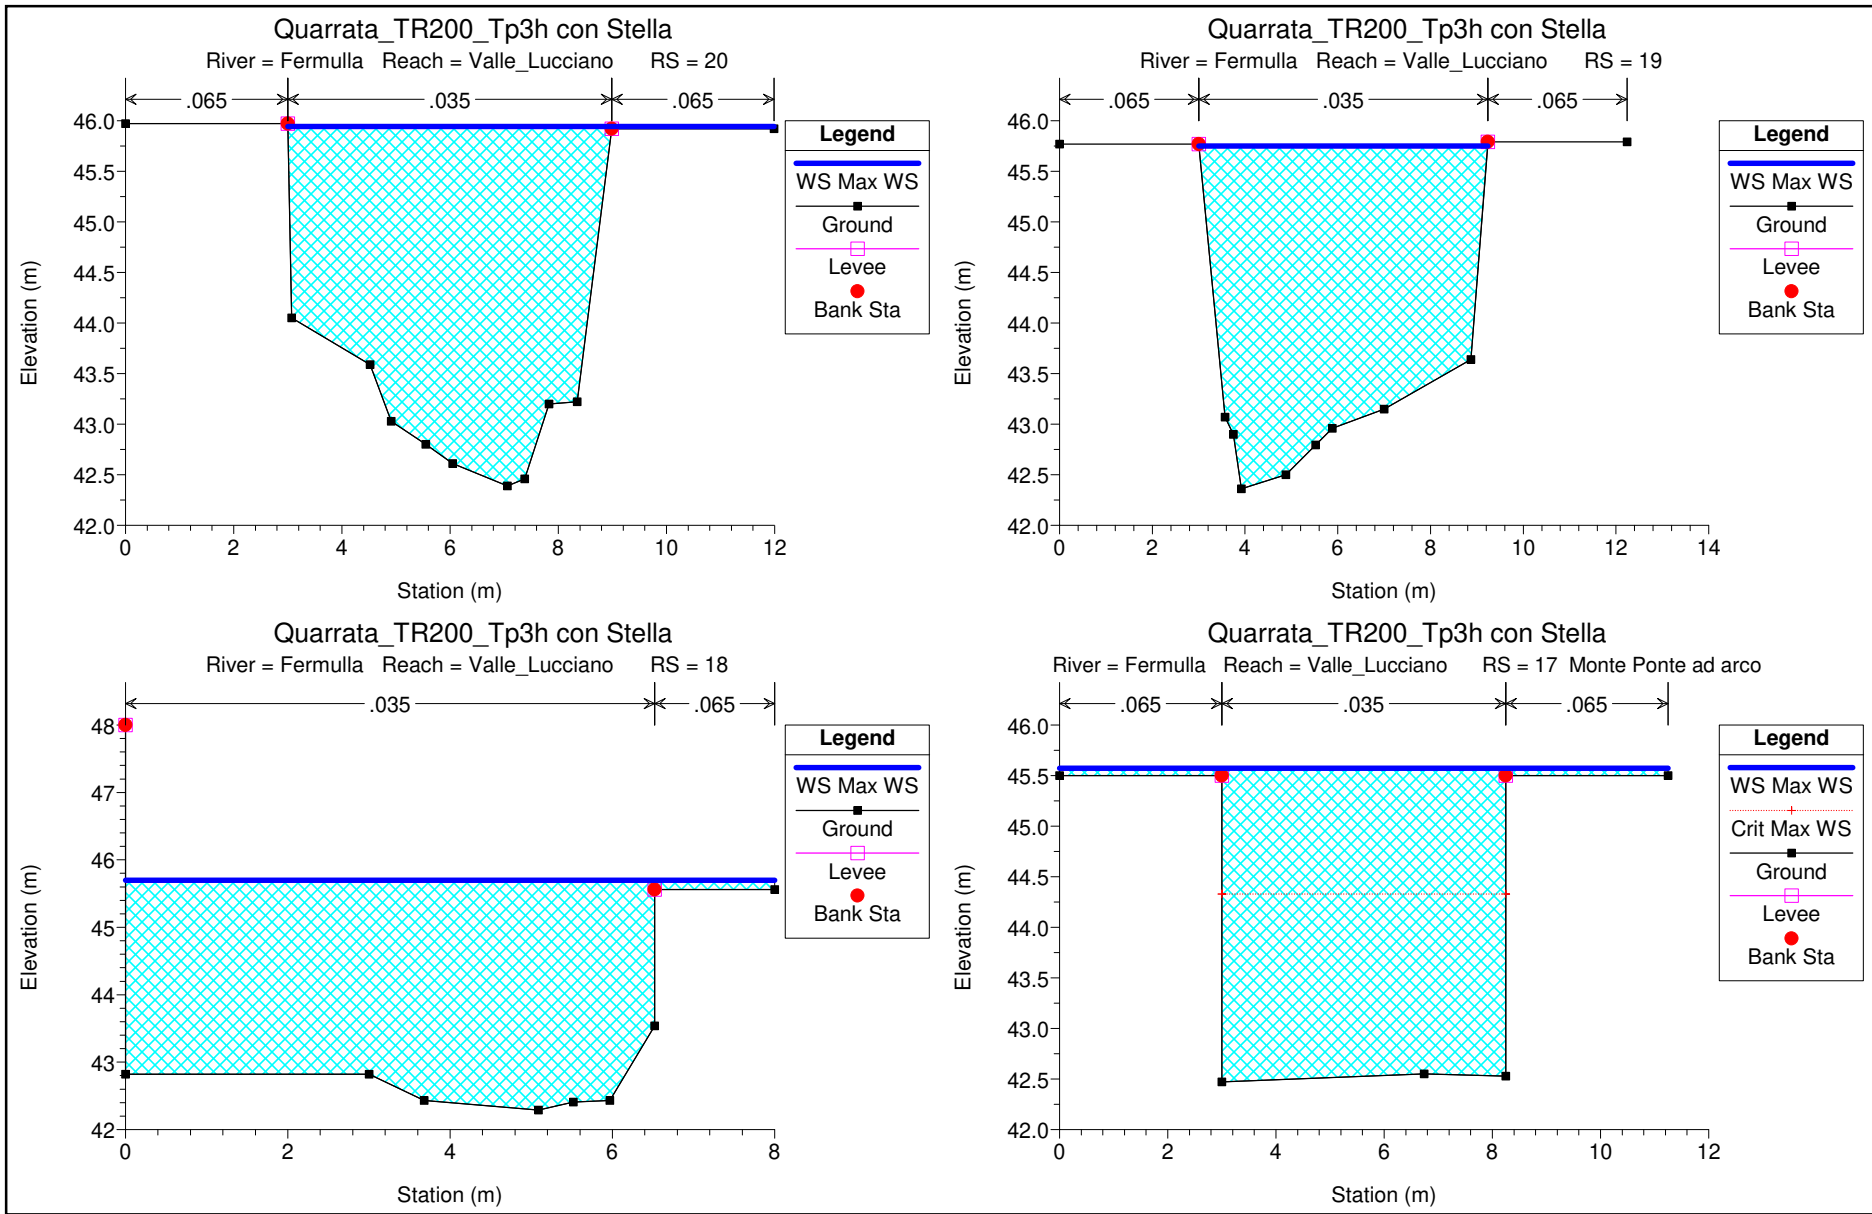 Quarrata_TR200_Tp3h con Stella
River = Fermulla Reach = Valle_Lucciano RS = 20
.065 .035 .065
46.0
45.5
45.0
44.5
44.0
43.5
43.0
42.5
42.0
0 2 4 6 8 10 12
Station (m)
Elevation (m)
Legend
WS Max WS
Ground
Levee
Bank Sta
Quarrata_TR200_Tp3h con Stella
River = Fermulla Reach = Valle_Lucciano RS = 19
.065 .035 .065
46.0
45.5
45.0
44.5
44.0
43.5
43.0
42.5
42.0
0 2 4 6 8 10 12 14
Station (m)
Elevation (m)
Legend
WS Max WS
Ground
Levee
Bank Sta
Quarrata_TR200_Tp3h con Stella
River = Fermulla Reach = Valle_Lucciano RS = 18
.035 .065
48
47
46
45
44
43
42
0 2 4 6 8
Station (m)
Elevation (m)
Legend
WS Max WS
Ground
Levee
Bank Sta
Quarrata_TR200_Tp3h con Stella
River = Fermulla Reach = Valle_Lucciano RS = 17 Monte Ponte ad arco
.065 .035 .065
46.0
45.5
45.0
44.5
44.0
43.5
43.0
42.5
42.0
0 2 4 6 8 10 12
Station (m)
Elevation (m)
Legend
WS Max WS
Crit Max WS
Ground
Levee
Bank Sta